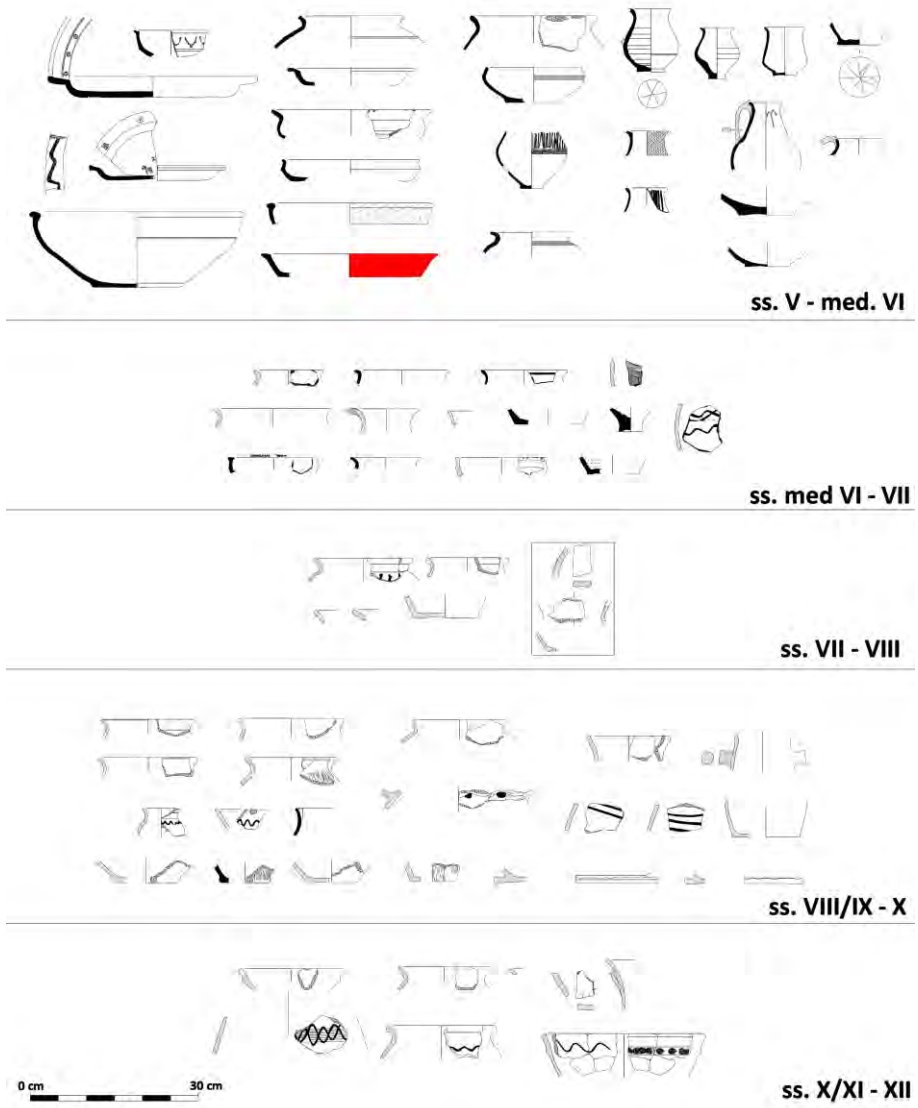 ss. V - med. VI
ss. med VI - VII
ss. VII - VIII
ss. VIII/IX - X
0 cm 30 cm
ss. X/XI - XII